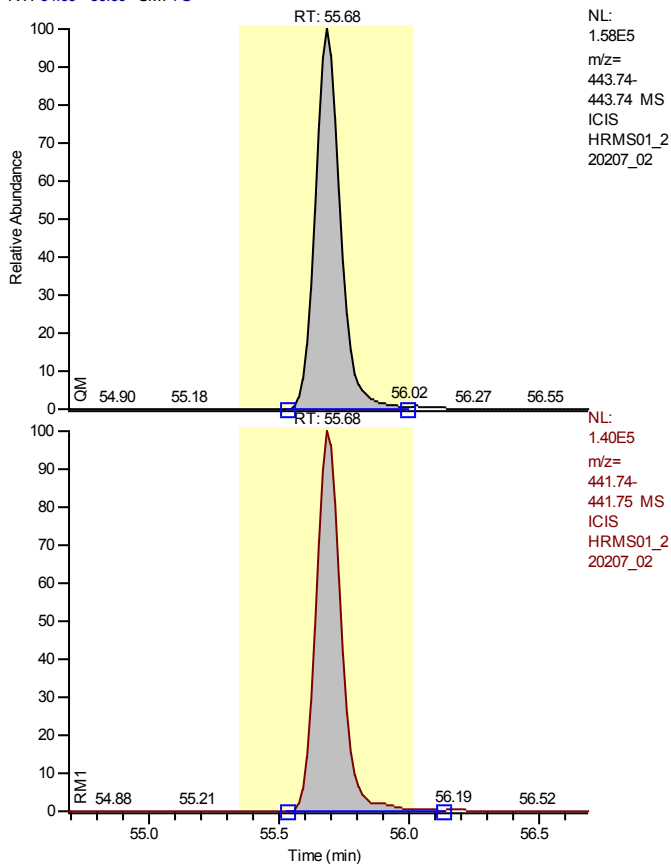 RT: 55.68
NL:
1.58E5
m/z=
443.74-
443.74 MS
ICIS
HRMS01_2
20207_02
100
90
80
70
60
50
40
30
20
10
0
Relative Abundance
QM
54.90 55.18 56.02 56.27 56.55
RT: 55.68
NL:
1.40E5
m/z=
441.74-
441.75 MS
ICIS
HRMS01_2
20207_02
100
90
80
70
60
50
40
30
20
10
0
RM1
54.88 55.21 56.19 56.52
55.0 55.5 56.0 56.5
Time (min)